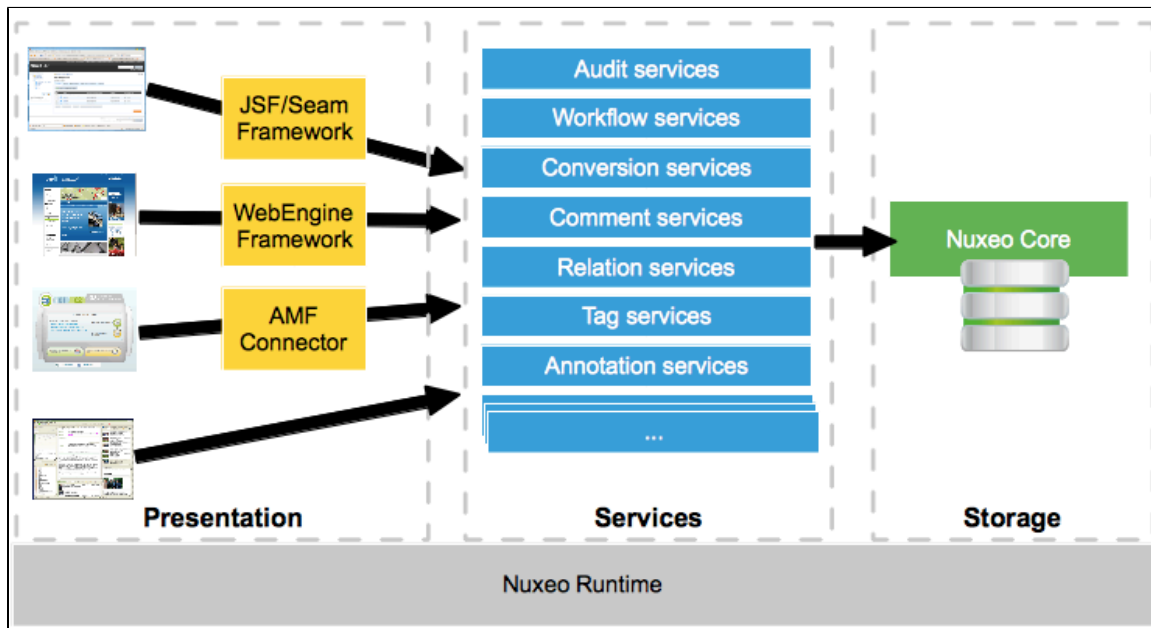 JSF/Seam
Framework
WebEngine
Framework
AMF
Connector
Presentation
Audit services
Workflow services
Conversion services
Comment services
Relation services
Tag services
Annotation services
...
Services
Nuxeo Core
Storage
Nuxeo Runtime